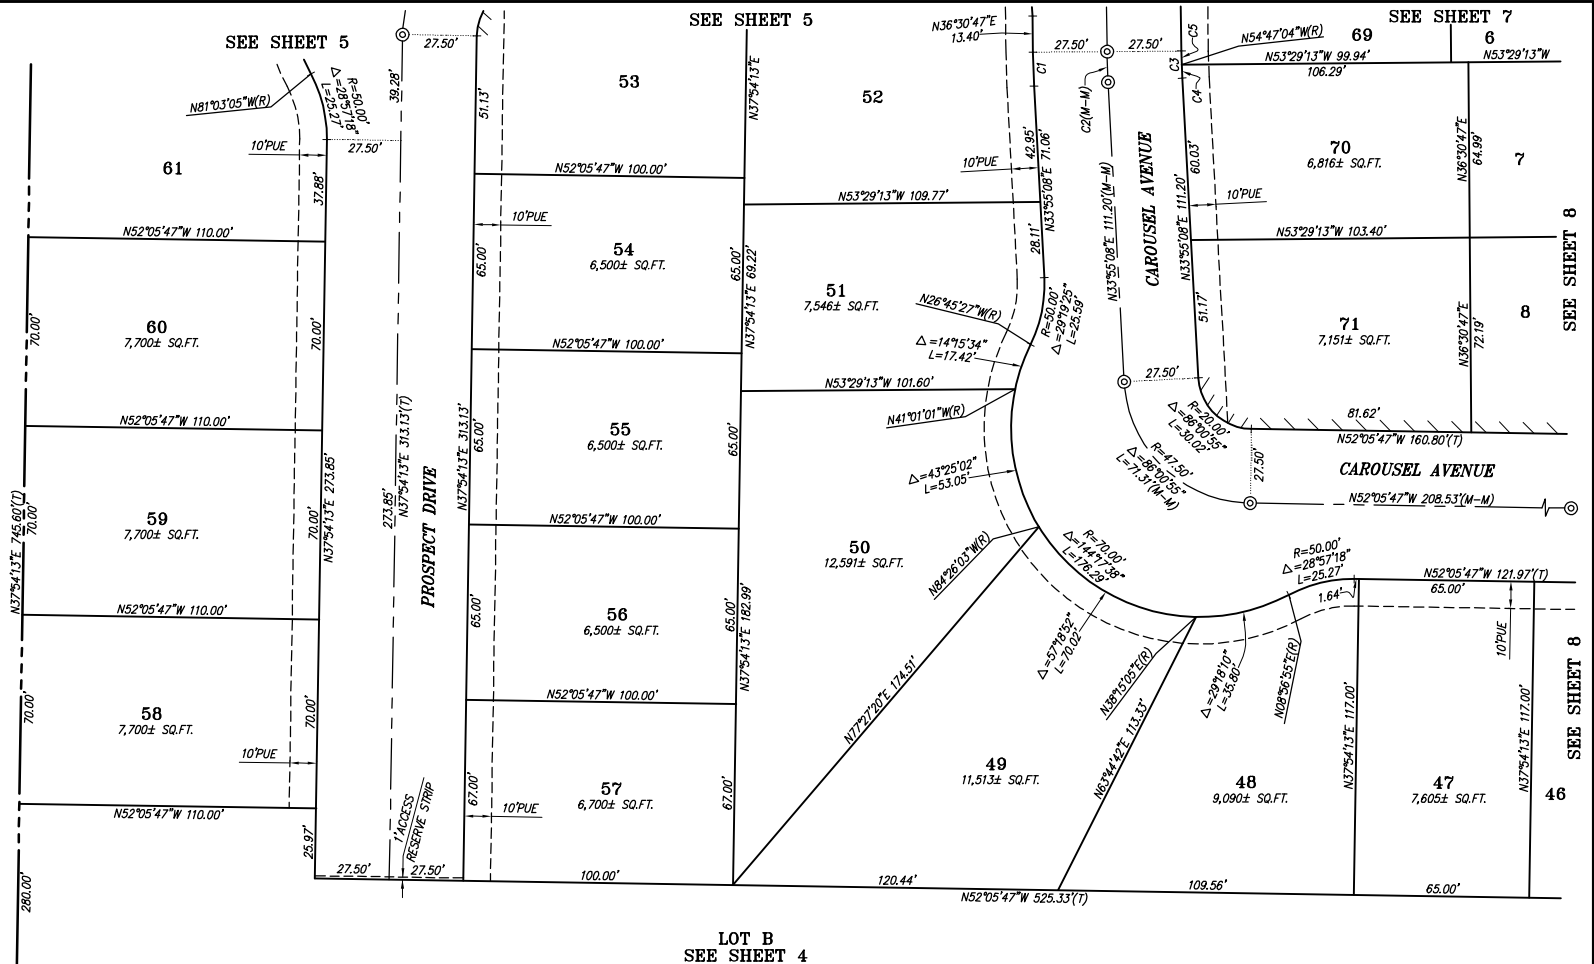 SEE SHEET 5
SEE SHEET 5
SEE SHEET 7
N36°30'47"E
13.40'
27.50'
39.28'
N81°03'05"W(R)
R=50.00'
△=28°57'18"
L=25.27'
27.50'
10'PUE
61
37.88'
51.13'
53
N37°54'13"E
52
C1
27.50'
27.50'
C2(M-M)
C5
C3
C4
N54°47'04"W(R)
69
6
N53°29'13"W 99.94'
N53°29'13"W
106.29'
70
6,816± SQ.FT.
N36°30'47"E
64.99'
7
10'PUE
60.03'
N33°55'08"E 111.20'
CAROUSEL AVENUE
N33°55'08"E 111.20'(M-M)
42.95'
N33°55'08"E 71.06'
10'PUE
28.11'
N52°05'47"W 100.00'
N53°29'13"W 109.77'
N52°05'47"W 110.00'
10'PUE
54
6,500± SQ.FT.
65.00'
65.00'
N37°54'13"E 69.22'
51
7,546± SQ.FT.
N26°45'27"W(R)
R=50.00'
△=29°19'25"
L=25.59'
△=14°15'34"
L=17.42'
N53°29'13"W 103.40'
71
7,151± SQ.FT.
51.17'
N36°30'47"E
72.19'
8
SEE SHEET 8
60
7,700± SQ.FT.
70.00'
70.00'
N52°05'47"W 100.00'
N53°29'13"W 101.60'
N41°01'01"W(R)
27.50'
R=20.00'
△=86°00'55"
L=30.02'
81.62'
N52°05'47"W 160.80'(T)
N52°05'47"W 110.00'
N37°54'13"E 313.13'(T)
N37°54'13"E 313.13'
65.00'
55
6,500± SQ.FT.
65.00'
△=43°25'02"
L=53.05'
R=47.50'
△=86°00'55"
L=71.31'(M-M)
27.50'
CAROUSEL AVENUE
N52°05'47"W 208.53'(M-M)
N37°54'13"E 745.60'(T)
70.00'
59
7,700± SQ.FT.
70.00'
N37°54'13"E 273.85'
273.85'
PROSPECT DRIVE
N52°05'47"W 100.00'
50
12,591± SQ.FT.
N84°26'03"W(R)
R=70.00'
△=144°17'38"
L=176.29'
R=50.00'
△=28°57'18"
L=25.27'
1.64'
N52°05'47"W 121.97'(T)
65.00'
10'PUE
N52°05'47"W 110.00'
65.00'
56
6,500± SQ.FT.
65.00'
N37°54'13"E 182.99'
△=57°18'52"
L=70.02'
N38°15'05"E(R)
△=29°18'10"
L=35.80'
N08°56'55"E(R)
SEE SHEET 8
58
7,700± SQ.FT.
70.00'
70.00'
10'PUE
N52°05'47"W 100.00'
N77°27'20"E 174.51'
N63°44'42"E 113.33'
N37°54'13"E 117.00'
N37°54'13"E 117.00'
57
6,700± SQ.FT.
67.00'
67.00'
10'PUE
49
11,513± SQ.FT.
48
9,090± SQ.FT.
47
7,605± SQ.FT.
46
N52°05'47"W 110.00'
25.97'
1'ACCESS
RESERVE STRIP
27.50'
27.50'
100.00'
120.44'
109.56'
65.00'
280.00'
N52°05'47"W 525.33'(T)
LOT B
SEE SHEET 4